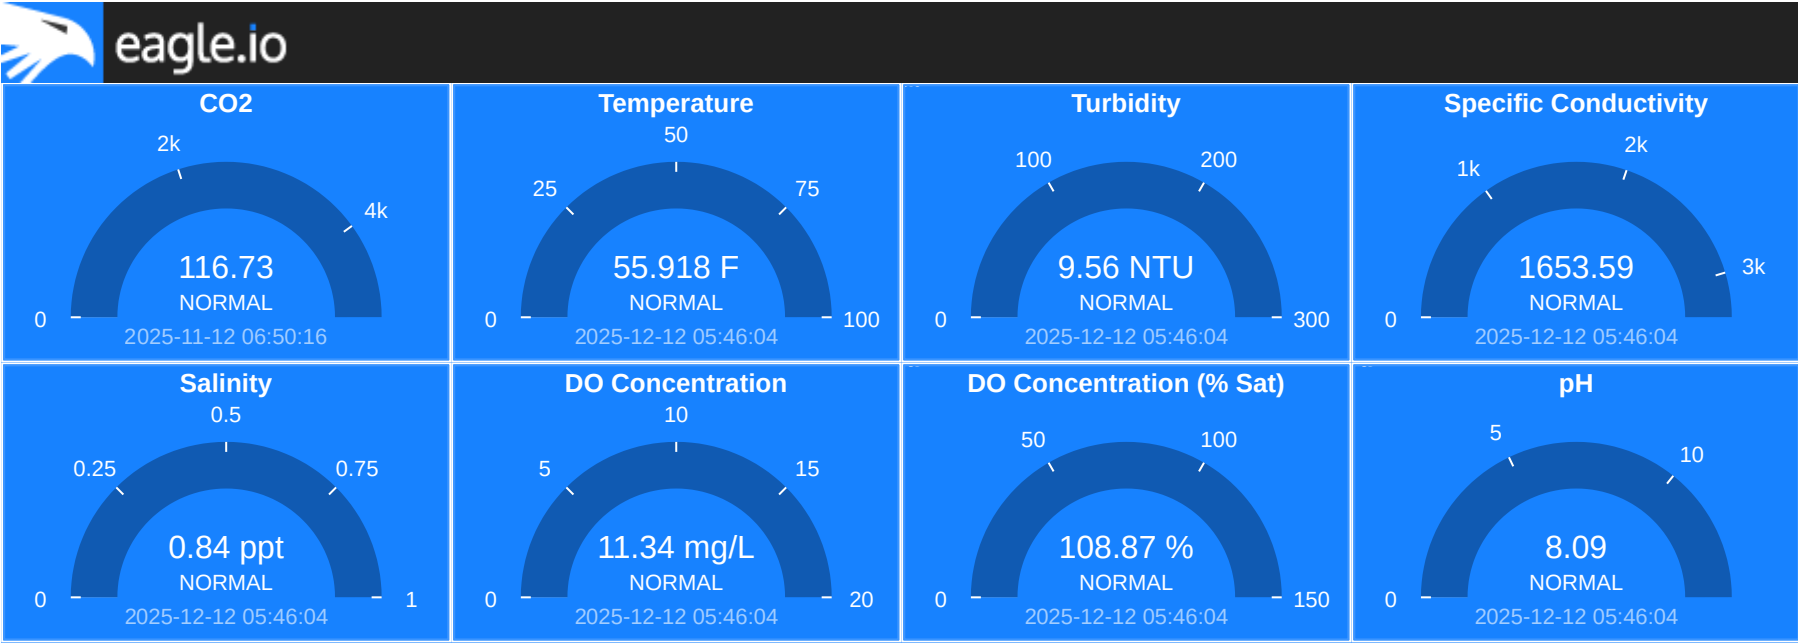 eagle.io
CO2
2k
4k
116.73
NORMAL
0
2025-11-12 06:50:16
Temperature
50
25
75
55.918 F
NORMAL
0
100
2025-12-12 05:46:04
Turbidity
100
200
9.56 NTU
NORMAL
0
300
2025-12-12 05:46:04
Specific Conductivity
2k
1k
3k
1653.59
NORMAL
0
2025-12-12 05:46:04
Salinity
0.5
0.25
0.75
0.84 ppt
NORMAL
0
1
2025-12-12 05:46:04
DO Concentration
10
5
15
11.34 mg/L
NORMAL
0
20
2025-12-12 05:46:04
DO Concentration (% Sat)
50
100
108.87 %
NORMAL
0
150
2025-12-12 05:46:04
pH
5
10
8.09
NORMAL
0
2025-12-12 05:46:04